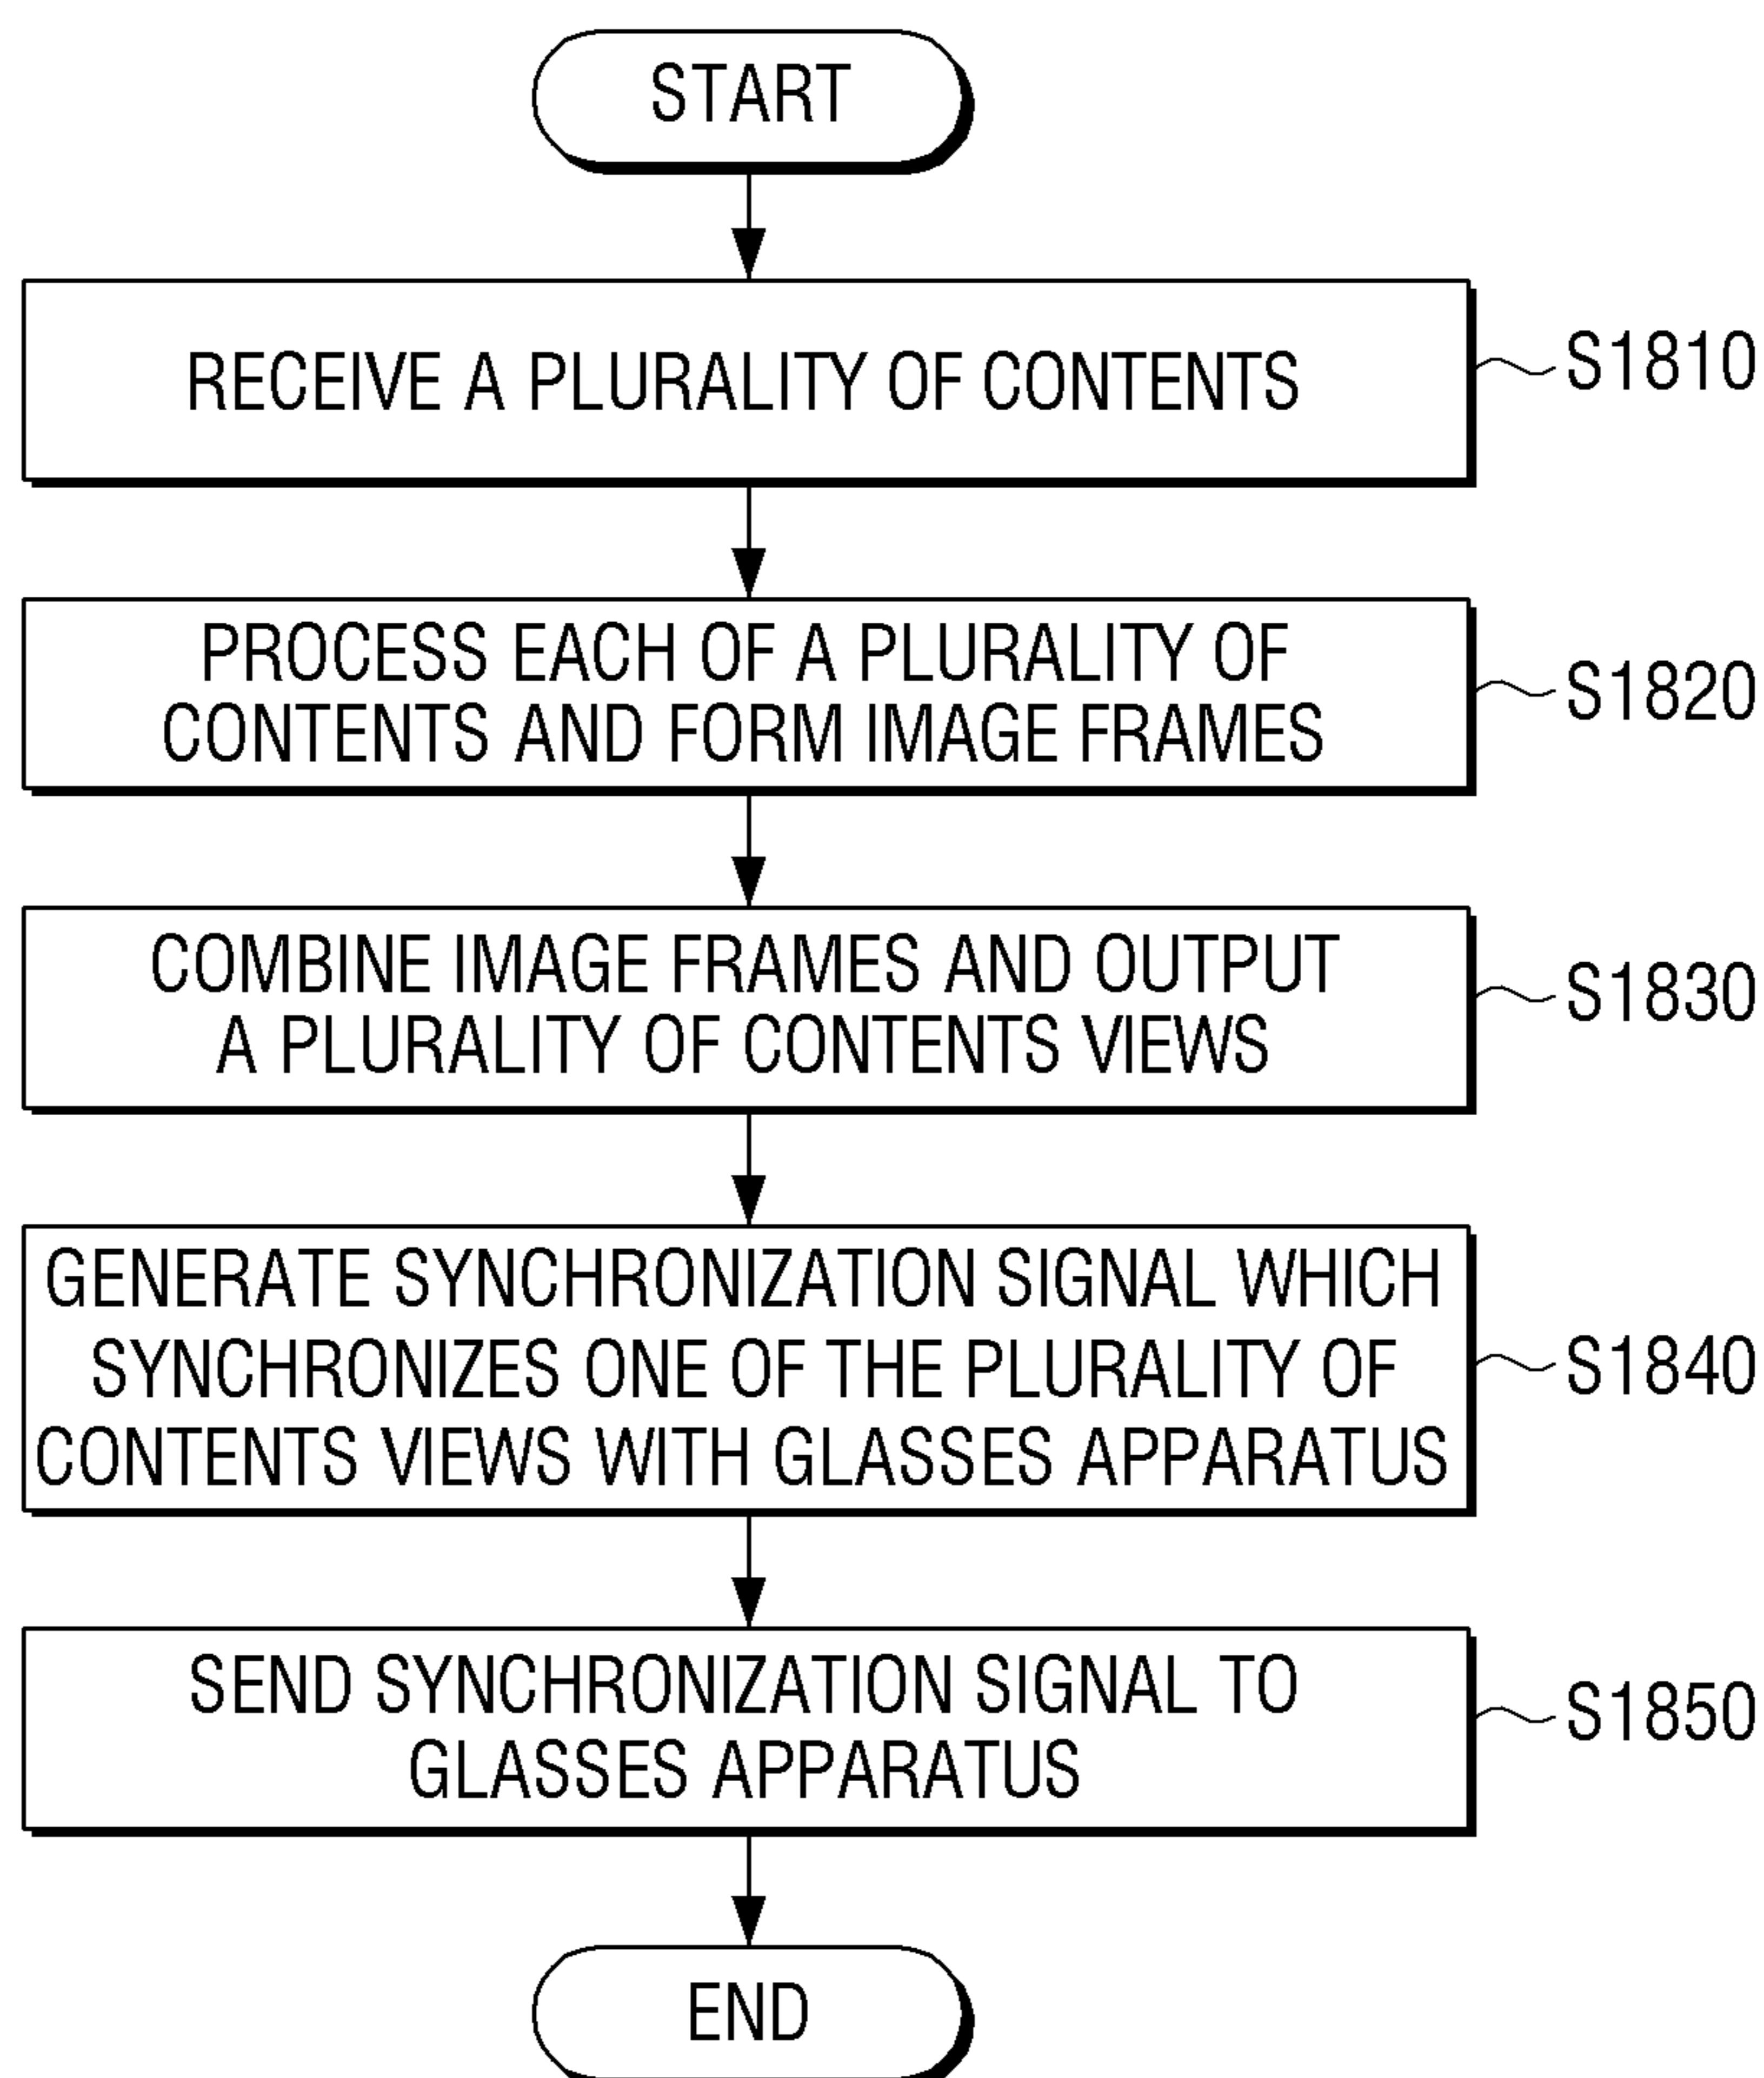 START
RECEIVE A PLURALITY OF CONTENTS
S1810
PROCESS EACH OF A PLURALITY OF
CONTENTS AND FORM IMAGE FRAMES
S1820
COMBINE IMAGE FRAMES AND OUTPUT
A PLURALITY OF CONTENTS VIEWS
S1830
GENERATE SYNCHRONIZATION SIGNAL WHICH
SYNCHRONIZES ONE OF THE PLURALITY OF
CONTENTS VIEWS WITH GLASSES APPARATUS
S1840
SEND SYNCHRONIZATION SIGNAL TO
GLASSES APPARATUS
S1850
END